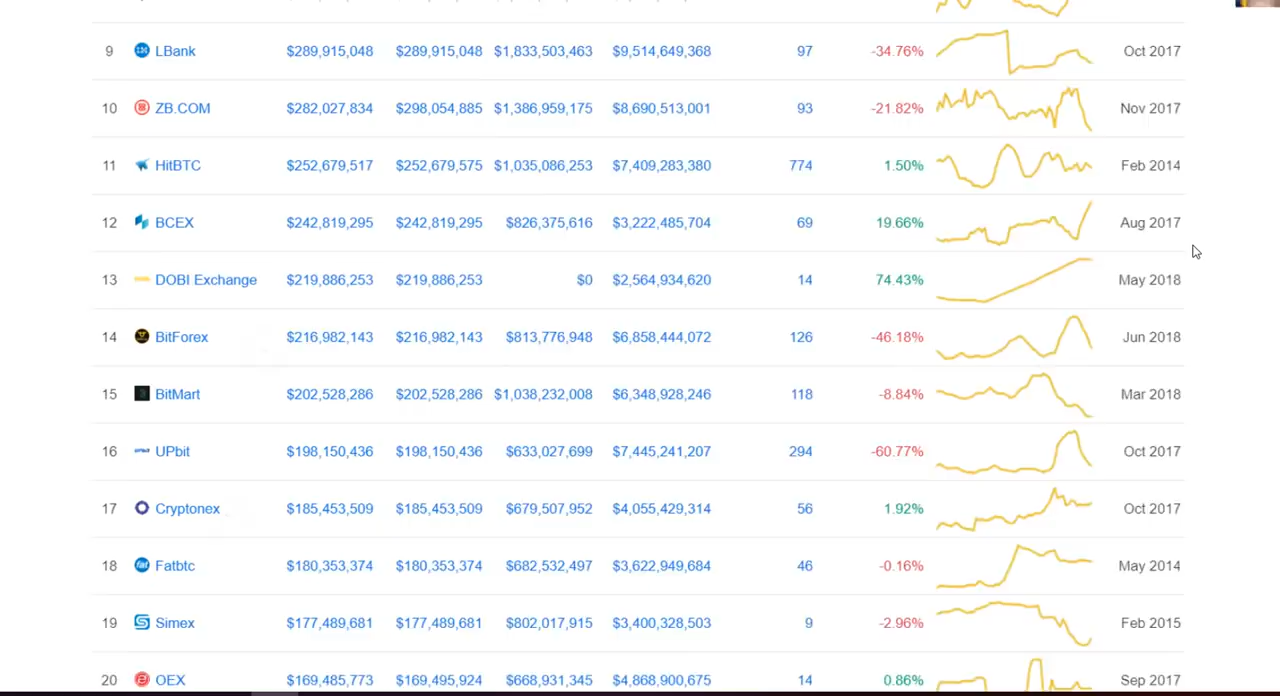 9 LBank $289,915,048 $289,915,048 $1,833,503,463 $9,514,649,368 97 -34.76% Oct 2017
10 ZB.COM $282,027,834 $298,054,885 $1,386,959,175 $8,690,513,001 93 -21.82% Nov 2017
11 HitBTC $252,679,517 $252,679,575 $1,035,086,253 $7,409,283,380 774 1.50% Feb 2014
12 BCEX $242,819,295 $242,819,295 $826,375,616 $3,222,485,704 69 19.66% Aug 2017
13 DOBI Exchange $219,886,253 $219,886,253 $0 $2,564,934,620 14 74.43% May 2018
14 BitForex $216,982,143 $216,982,143 $813,776,948 $6,858,444,072 126 -46.18% Jun 2018
15 BitMart $202,528,286 $202,528,286 $1,038,232,008 $6,348,928,246 118 -8.84% Mar 2018
16 UPbit $198,150,436 $198,150,436 $633,027,699 $7,445,241,207 294 -60.77% Oct 2017
17 Cryptonex $185,453,509 $185,453,509 $679,507,952 $4,055,429,314 56 1.92% Oct 2017
18 fat Fatbtc $180,353,374 $180,353,374 $682,532,497 $3,622,949,684 46 -0.16% May 2014
19 Simex $177,489,681 $177,489,681 $802,017,915 $3,400,328,503 9 -2.96% Feb 2015
20 OEX $169,485,773 $169,495,924 $668,931,345 $4,868,900,675 14 0.86% Sep 2017